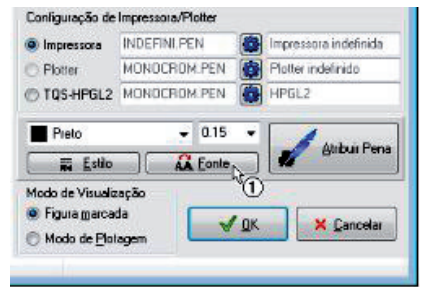 Configuração de Impressora/Plotter
Impressora INDEFINI.PEN Impressora indefinida
Plotter MONOCROM.PEN Plotter indefinido
TQS-HPGL2 MONOCROM.PEN HPGL2
Preto 0.15 Atribuir Pena
Estilo Fonte
1
Modo de Visualização
Figura marcada OK Cancelar
Modo de Plotagem